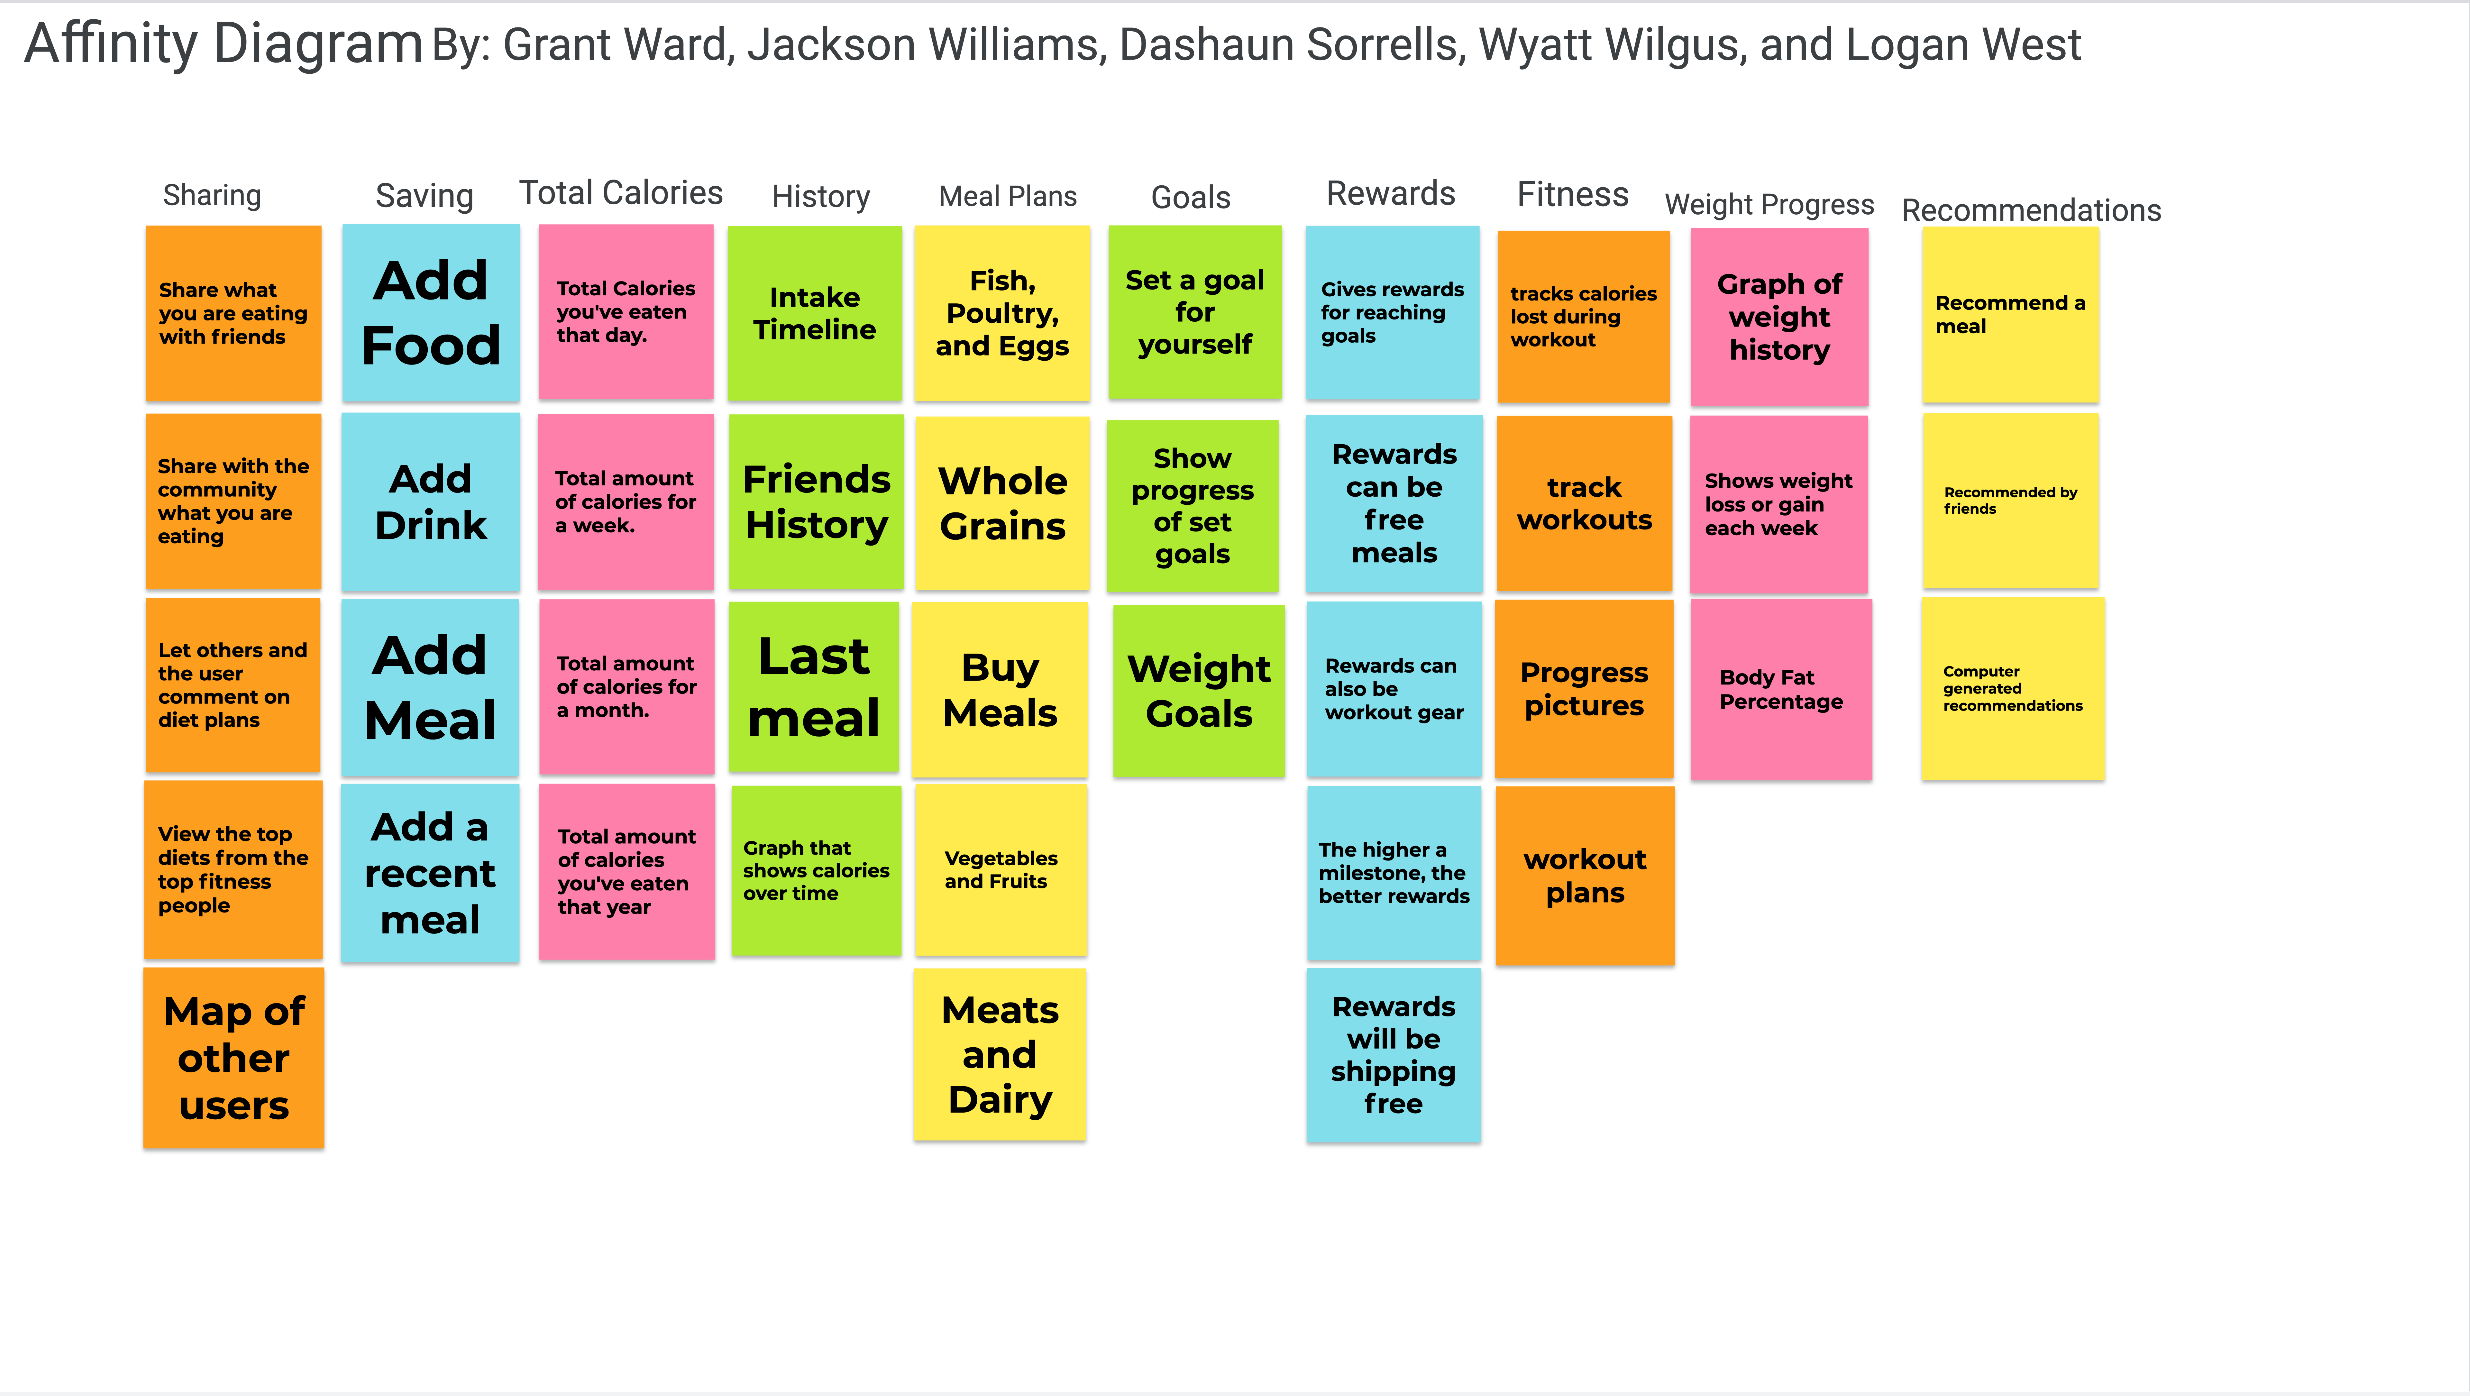 Affinity Diagram By: Grant Ward, Jackson Williams, Dashaun Sorrells, Wyatt Wilgus, and Logan West
Sharing
Share what
you are eating
with friends
Share with the
community
what you are
eating
Let others and
the user
comment on
diet plans
View the top
diets from the
top fitness
people
Map of
other
users
Saving
Add
Food
Add
Drink
Add
Meal
Add a
recent
meal
Total Calories
Total Calories
you've eaten
that day.
Total amount
of calories for
a week.
Total amount
of calories for
a month.
Total amount
of calories
you've eaten
that year
History
Intake
Timeline
Friends
History
Last
meal
Graph that
shows calories
over time
Meal Plans
Fish,
Poultry,
and Eggs
Whole
Grains
Buy
Meals
Vegetables
and Fruits
Meats
and
Dairy
Goals
Set a goal
for
yourself
Show
progress
of set
goals
Weight
Goals
Rewards
Gives rewards
for reaching
goals
Rewards
can be
free
meals
Rewards can
also be
workout gear
The higher a
milestone, the
better rewards
Rewards
will be
shipping
free
Fitness
tracks calories
lost during
workout
track
workouts
Progress
pictures
workout
plans
Weight Progress
Graph of
weight
history
Shows weight
loss or gain
each week
Body Fat
Percentage
Recommendations
Recommend a
meal
Recommended by
friends
Computer
generated
recommendations